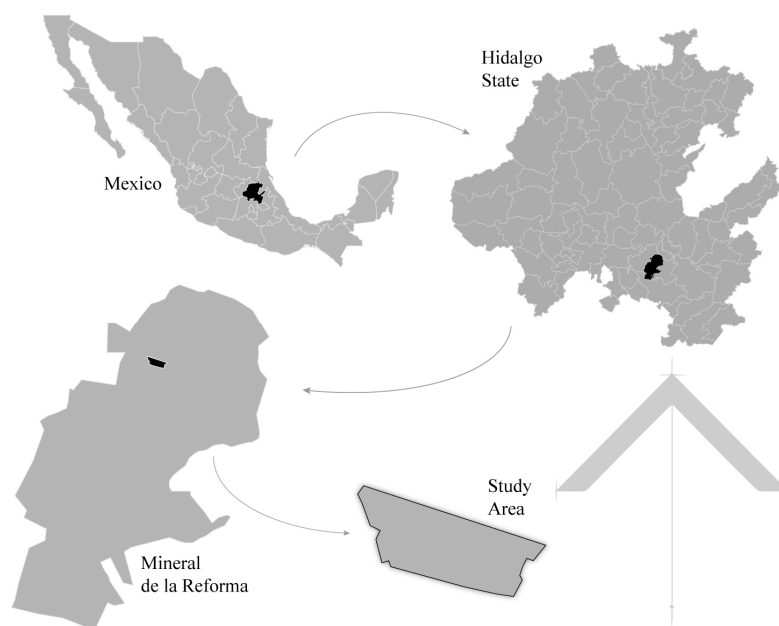 Hidalgo
State
Mexico
Study
Area
Mineral
de la Reforma